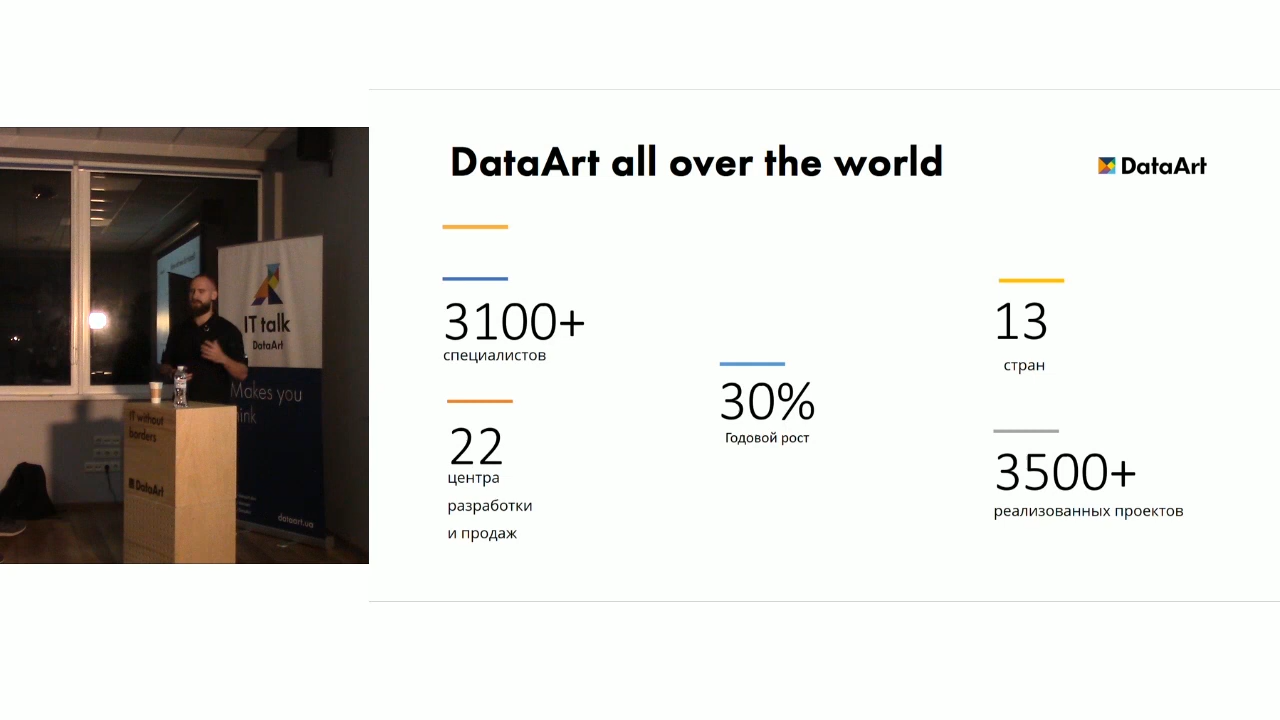 DataArt all over the world
DataArt
3100+
специалистов
22
центра
разработки
и продаж
30%
Годовой рост
13
стран
3500+
реализованных проектов
IT talk
DataArt
Makes you
IT without
borders
DataArt
dataart.ua